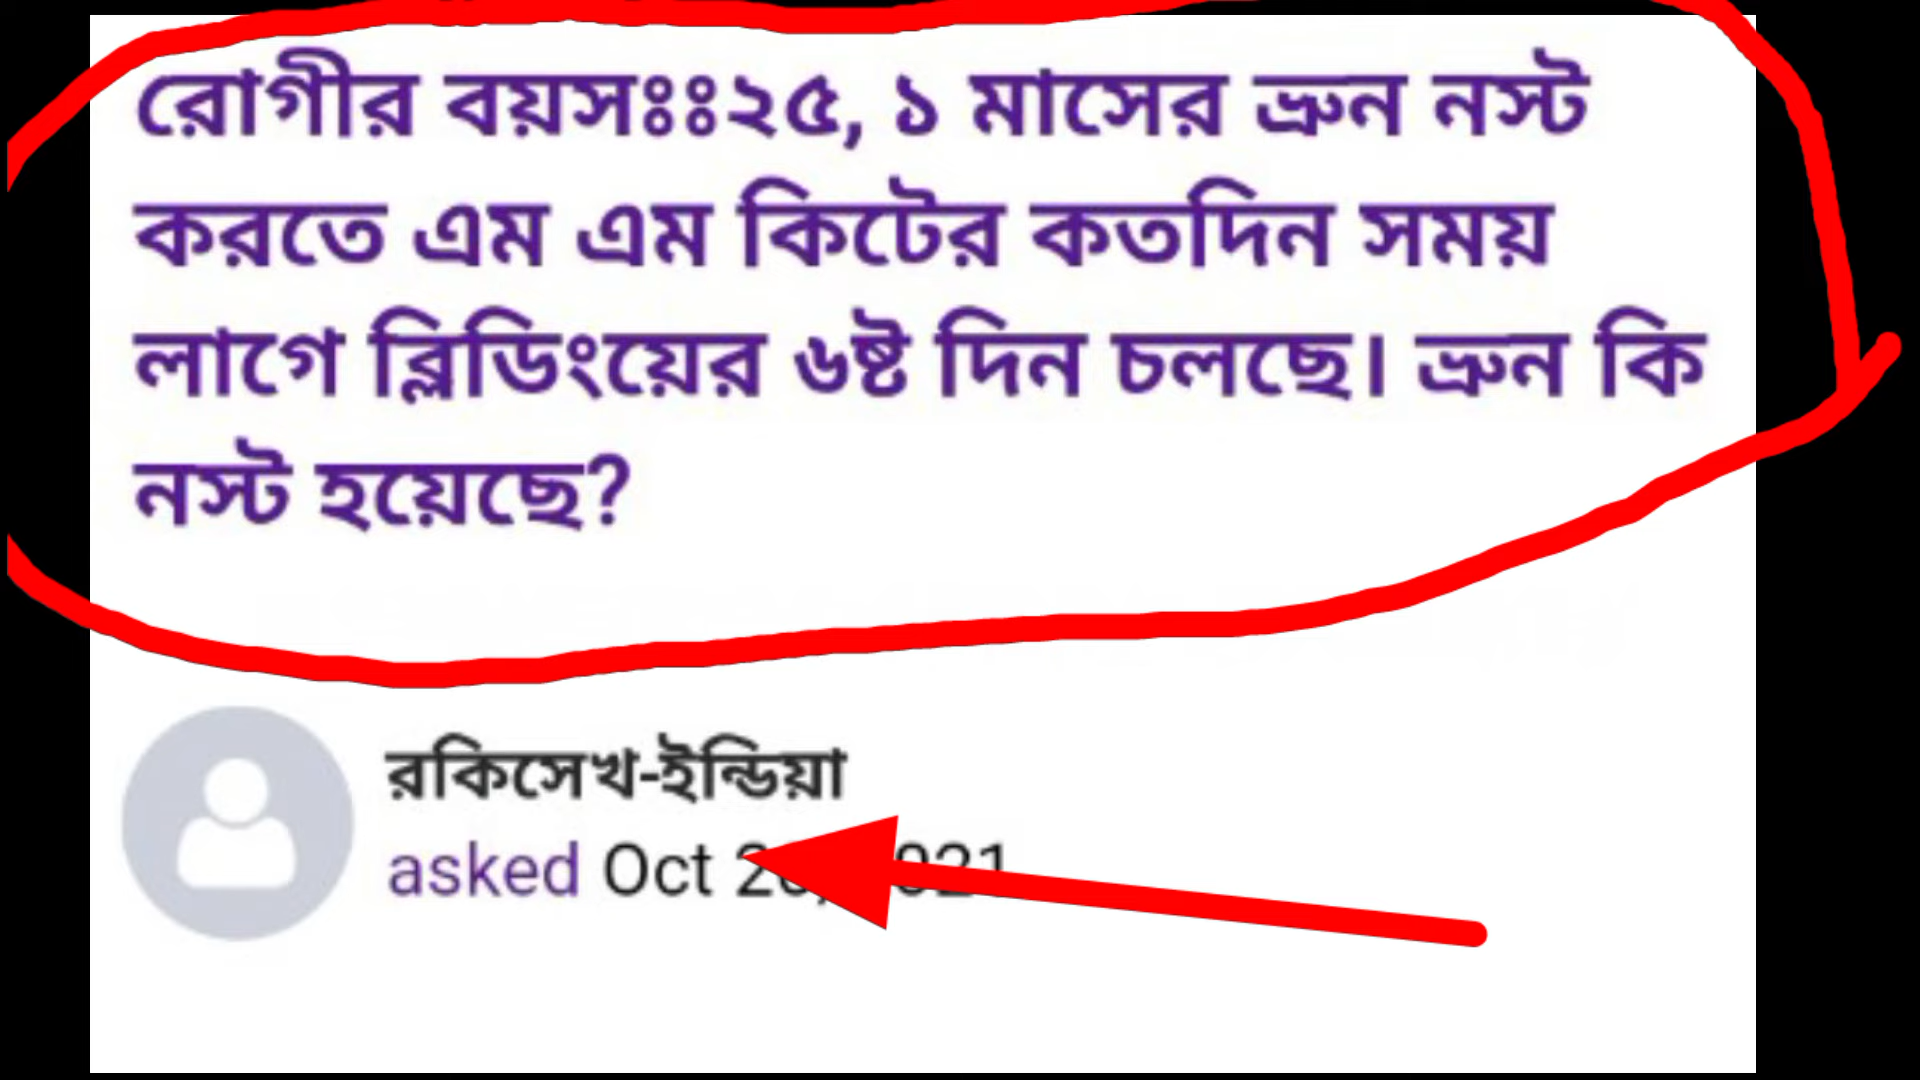 রোগীর বয়সঃঃ২৫, ১ মাসের ভ্রুন নস্ট
করতে এম এম কিটের কতদিন সময়
লাগে ব্লিডিংয়ের ৬ষ্ট দিন চলছে। ভ্রুন কি
নস্ট হয়েছে?
রকিসেখ-ইন্ডিয়া
asked Oct